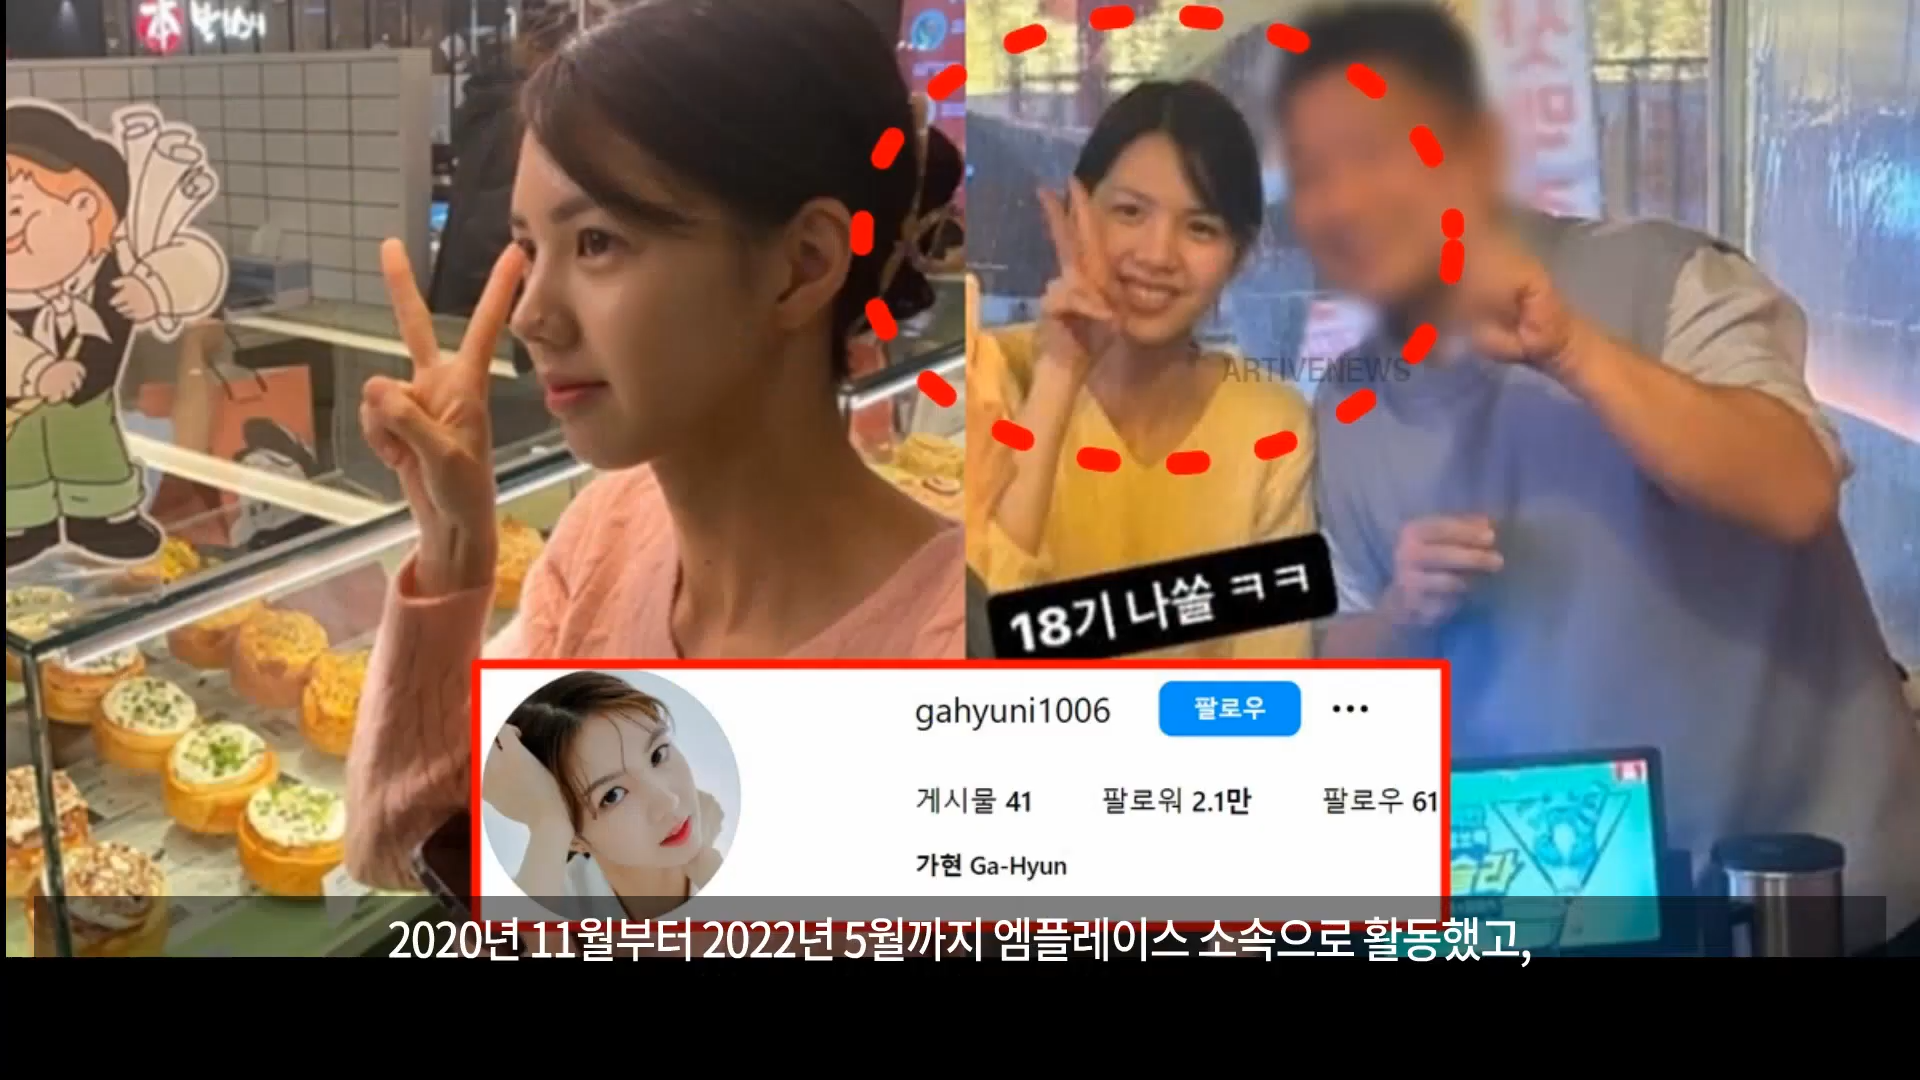 本
ARTIVENEWS
18기 나쏠 ㅋㅋ
gahyuni1006 팔로우 •••
게시물 41 팔로워 2.1만 팔로우 61
가현 Ga-Hyun
2020년 11월부터 2022년 5월까지 엠플레이스 소속으로 활동했고,